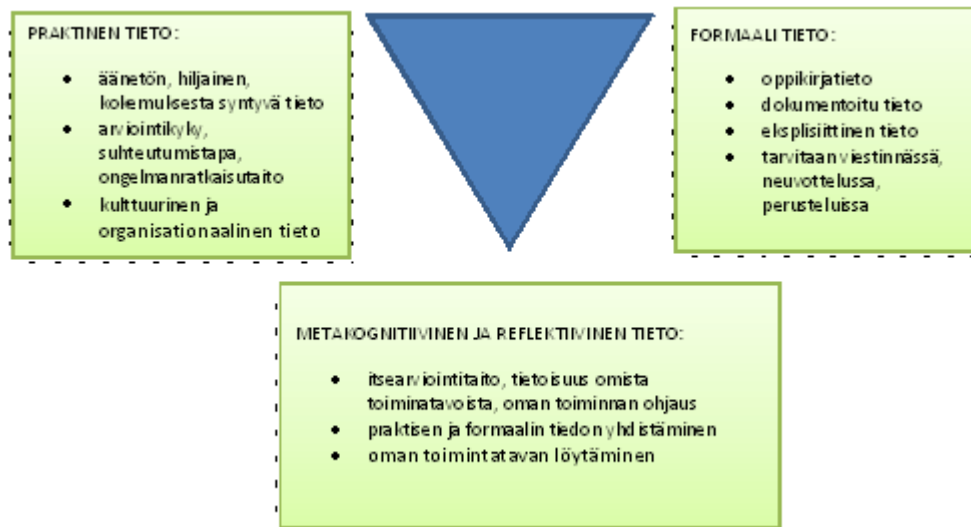 PRAKTINEN TIETO:
• äänetön, hiljainen,
kokemuksesta syntyvä tieto
• arviointikyky,
suhteutumistapa,
ongelmanratkaisutaito
• kulttuurinen ja
organisationaalinen tieto
FORMAALI TIETO:
• oppikirjatieto
• dokumentoitu tieto
• eksplisiittinen tieto
• tarvitaan viestinnässä,
neuvottelussa,
perusteluissa
METAKOGNITIIVINEN JA REFLEKTIIVINEN TIETO:
• itsearviointitaito, tietoisuus omista
toiminatavoista, oman toiminnan ohjaus
• praktisen ja formaalin tiedon yhdistäminen
• oman toimintatavan löytäminen